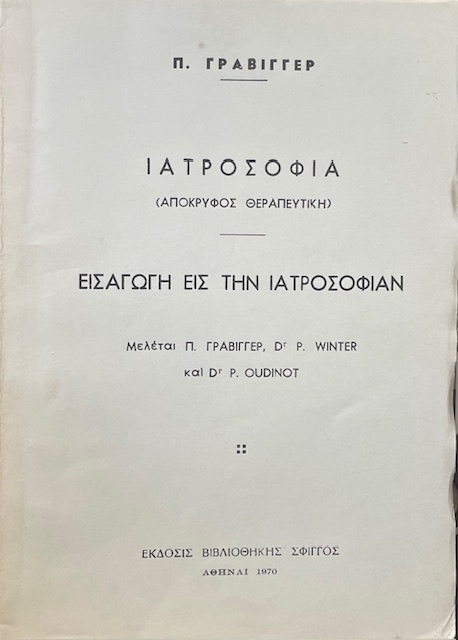 Π. ΓΡΑΒΙΓΓΕΡ
ΙΑΤΡΟΣΟΦΙΑ
(ΑΠΟΚΡΥΦΟΣ ΘΕΡΑΠΕΥΤΙΚΗ)
ΕΙΣΑΓΩΓΗ ΕΙΣ ΤΗΝ ΙΑΤΡΟΣΟΦΙΑΝ
Μελέται Π. ΓΡΑΒΙΓΓΕΡ, Dr P. WINTER
καὶ Dr P. OUDINOT
ΕΚΔΟΣΙΣ ΒΙΒΛΙΟΘΗΚΗΣ ΣΦΙΓΓΟΣ
ΑΘΗΝΑΙ 1970